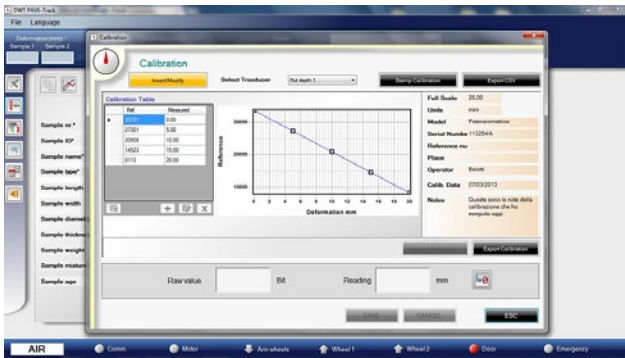 DWT PAVE-Track
File Language
Sample 1 Sample 2
Calibration
Calibration
Insert/Modify
Select Transducer
Rut depth 1
Stamp Calibration
Export CSV
Calibration Table
Ref. Measured
0.00
27301 5.00
20908 10.00
14523 15.00
8113 20.00
Reference
30000
20000
10000
0 2 4 6 8 10 12 14 16 18 20
Deformation mm
Full Scale 25.00
Units mm
Model Potenziometrico
Serial Numbe 113254/A
Reference nu
Place
Operator Belotti
Calib. Data 07/03/2013
Notes Queste sono le note della
calibrazione che ho
eseguito oggi.
Export Calibration
Sample nr.*
Sample ID*
Sample name*
Sample type*
Sample length
Sample width
Sample diamet
Sample thickne
Sample weight
Sample mixture
Sample age
Raw value
Bit
Reading
mm
SAVE
CANCEL
ESC
AIR
Comm.
Motor
Arm-wheels
Wheel 1
Wheel 2
Door
Emergency